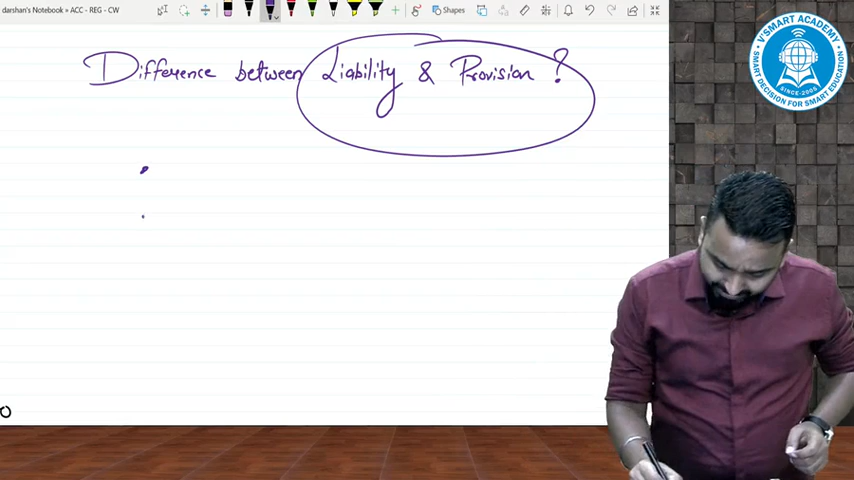 darshan's Notebook » ACC - REG - CW
Shapes
Difference between Liability & Provision ?
V'SMART ACADEMY
SINCE-2005
SMART DECISION FOR SMART EDUCATION